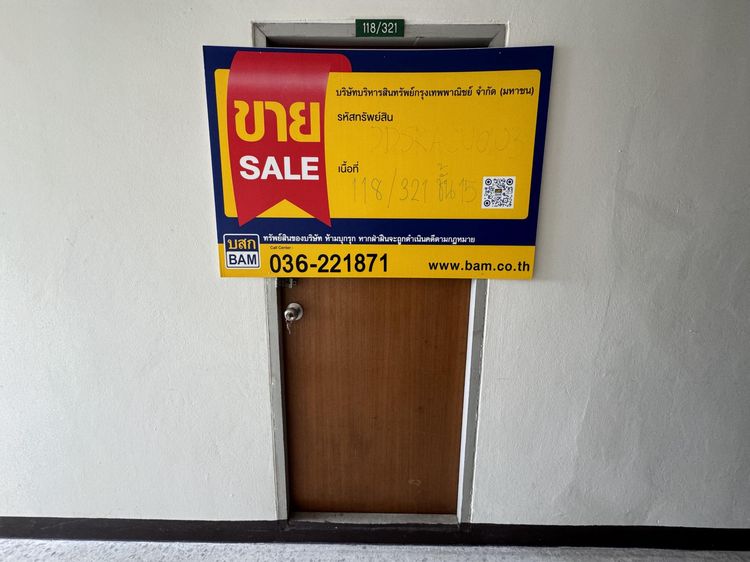 118/321
ขาย
SALE
บริษัทบริหารสินทรัพย์กรุงเทพพาณิชย์ จำกัด (มหาชน)
รหัสทรัพย์สิน
เนื้อที่
118/321 ชั้น 15
ทรัพย์สินของบริษัท ห้ามบุกรุก หากฝ่าฝืนจะถูกดำเนินคดีตามกฎหมาย
บสก
BAM
Call Center :
036-221871
www.bam.co.th